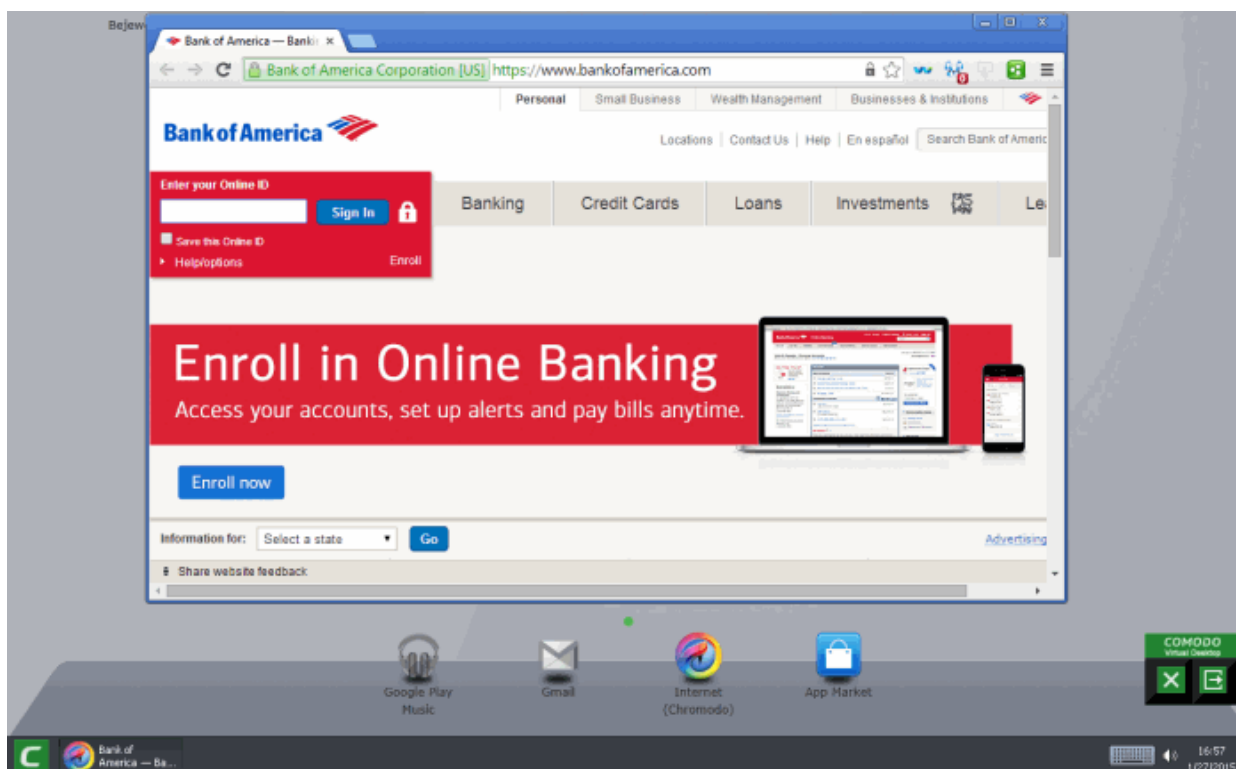 Bejew
Bank of America — Bankin
Bank of America Corporation [US] https://www.bankofamerica.com
Personal Small Business Wealth Management Businesses & Institutions
Bank of America
Locations | Contact Us | Help | En español Search Bank of Americ
Enter your Online ID
Sign In
Save this Online ID
Help/options Enroll
Banking Credit Cards Loans Investments Le
Enroll in Online Banking
Access your accounts, set up alerts and pay bills anytime.
Enroll now
Information for: Select a state Go
Advertising
Share website feedback
Google Play
Music
Gmail
Internet
(Chromodo)
App Market
COMODO
Virtual Desktop
C
Bank of
America — Ba...
16:57
1/27/2015